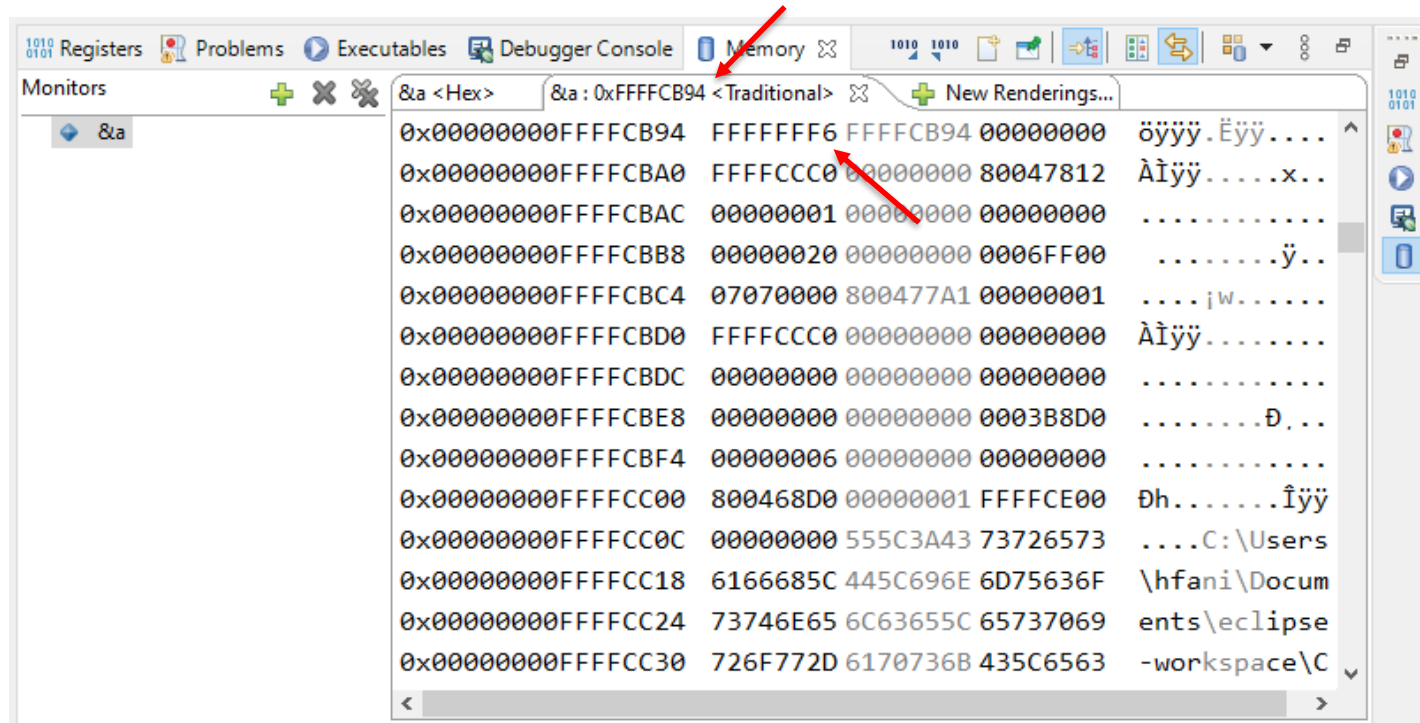 Registers Problems Executables Debugger Console Memory
Monitors
&a <Hex> &a : 0xFFFFCB94 <Traditional> New Renderings...
&a
0x00000000FFFFCB94 FFFFFFF6 FFFFCB94 00000000 öÿÿÿ.Ëÿÿ....
0x00000000FFFFCBA0 FFFFCCC0 00000000 80047812 ÀÌÿÿ.....x..
0x00000000FFFFCBAC 00000001 00000000 00000000 ............
0x00000000FFFFCBB8 00000020 00000000 0006FF00  ........ÿ..
0x00000000FFFFCBC4 07070000 800477A1 00000001 ....¡w......
0x00000000FFFFCBD0 FFFFCCC0 00000000 00000000 ÀÌÿÿ........
0x00000000FFFFCBDC 00000000 00000000 00000000 ............
0x00000000FFFFCBE8 00000000 00000000 0003B8D0 ........Ð¸..
0x00000000FFFFCBF4 00000006 00000000 00000000 ............
0x00000000FFFFCC00 800468D0 00000001 FFFFCE00 Ðh.......Îÿÿ
0x00000000FFFFCC0C 00000000 555C3A43 73726573 ....C:\Users
0x00000000FFFFCC18 6166685C 445C696E 6D75636F \hfani\Docum
0x00000000FFFFCC24 73746E65 6C63655C 65737069 ents\eclipse
0x00000000FFFFCC30 726F772D 6170736B 435C6563 -workspace\C